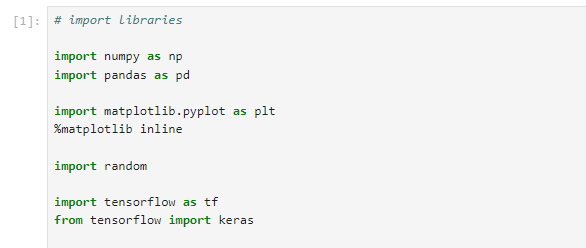 [1]: # import libraries
import numpy as np
import pandas as pd
import matplotlib.pyplot as plt
%matplotlib inline
import random
import tensorflow as tf
from tensorflow import keras